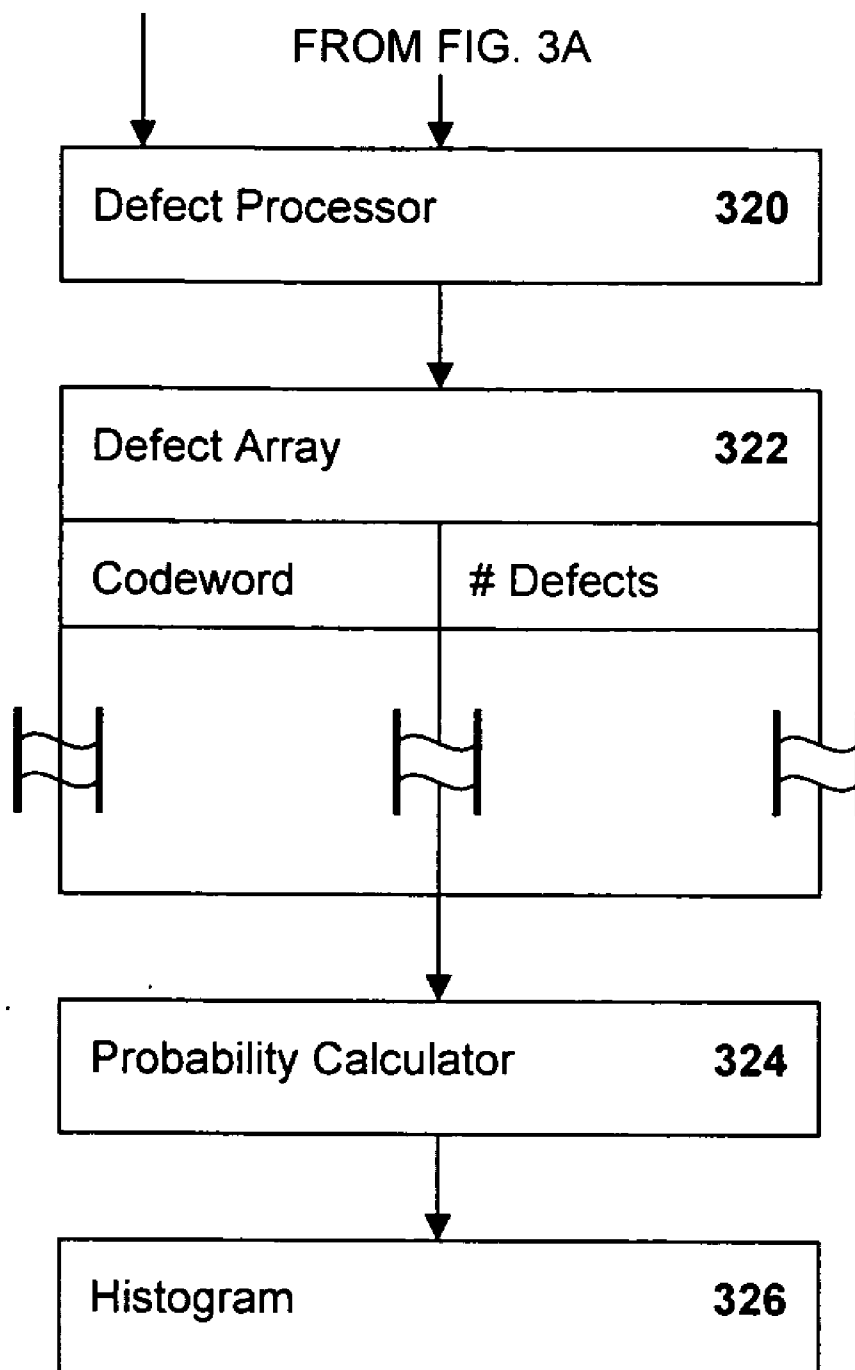 FROM FIG. 3A
Defect Processor 320
Defect Array 322
Codeword # Defects
Probability Calculator 324
Histogram 326